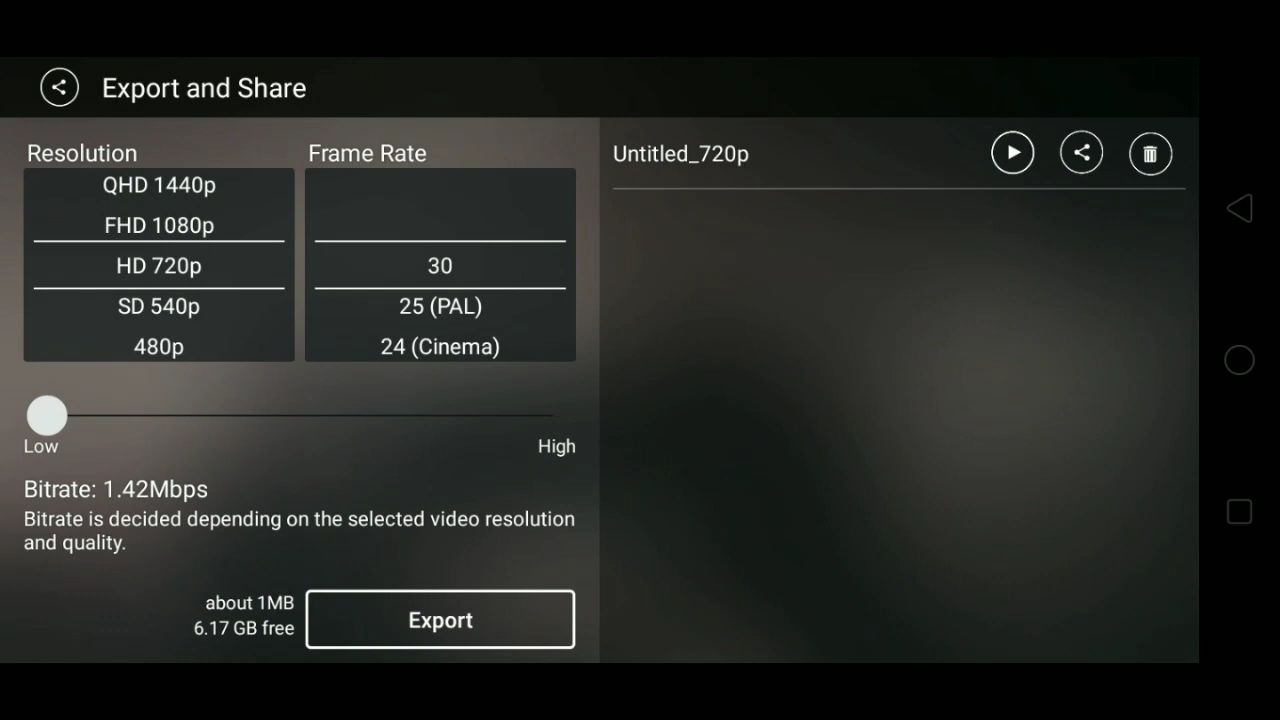 Export and Share
Resolution
QHD 1440p
FHD 1080p
HD 720p
SD 540p
480p
Frame Rate
30
25 (PAL)
24 (Cinema)
Low
High
Bitrate: 1.42Mbps
Bitrate is decided depending on the selected video resolution
and quality.
about 1MB
6.17 GB free
Export
Untitled_720p